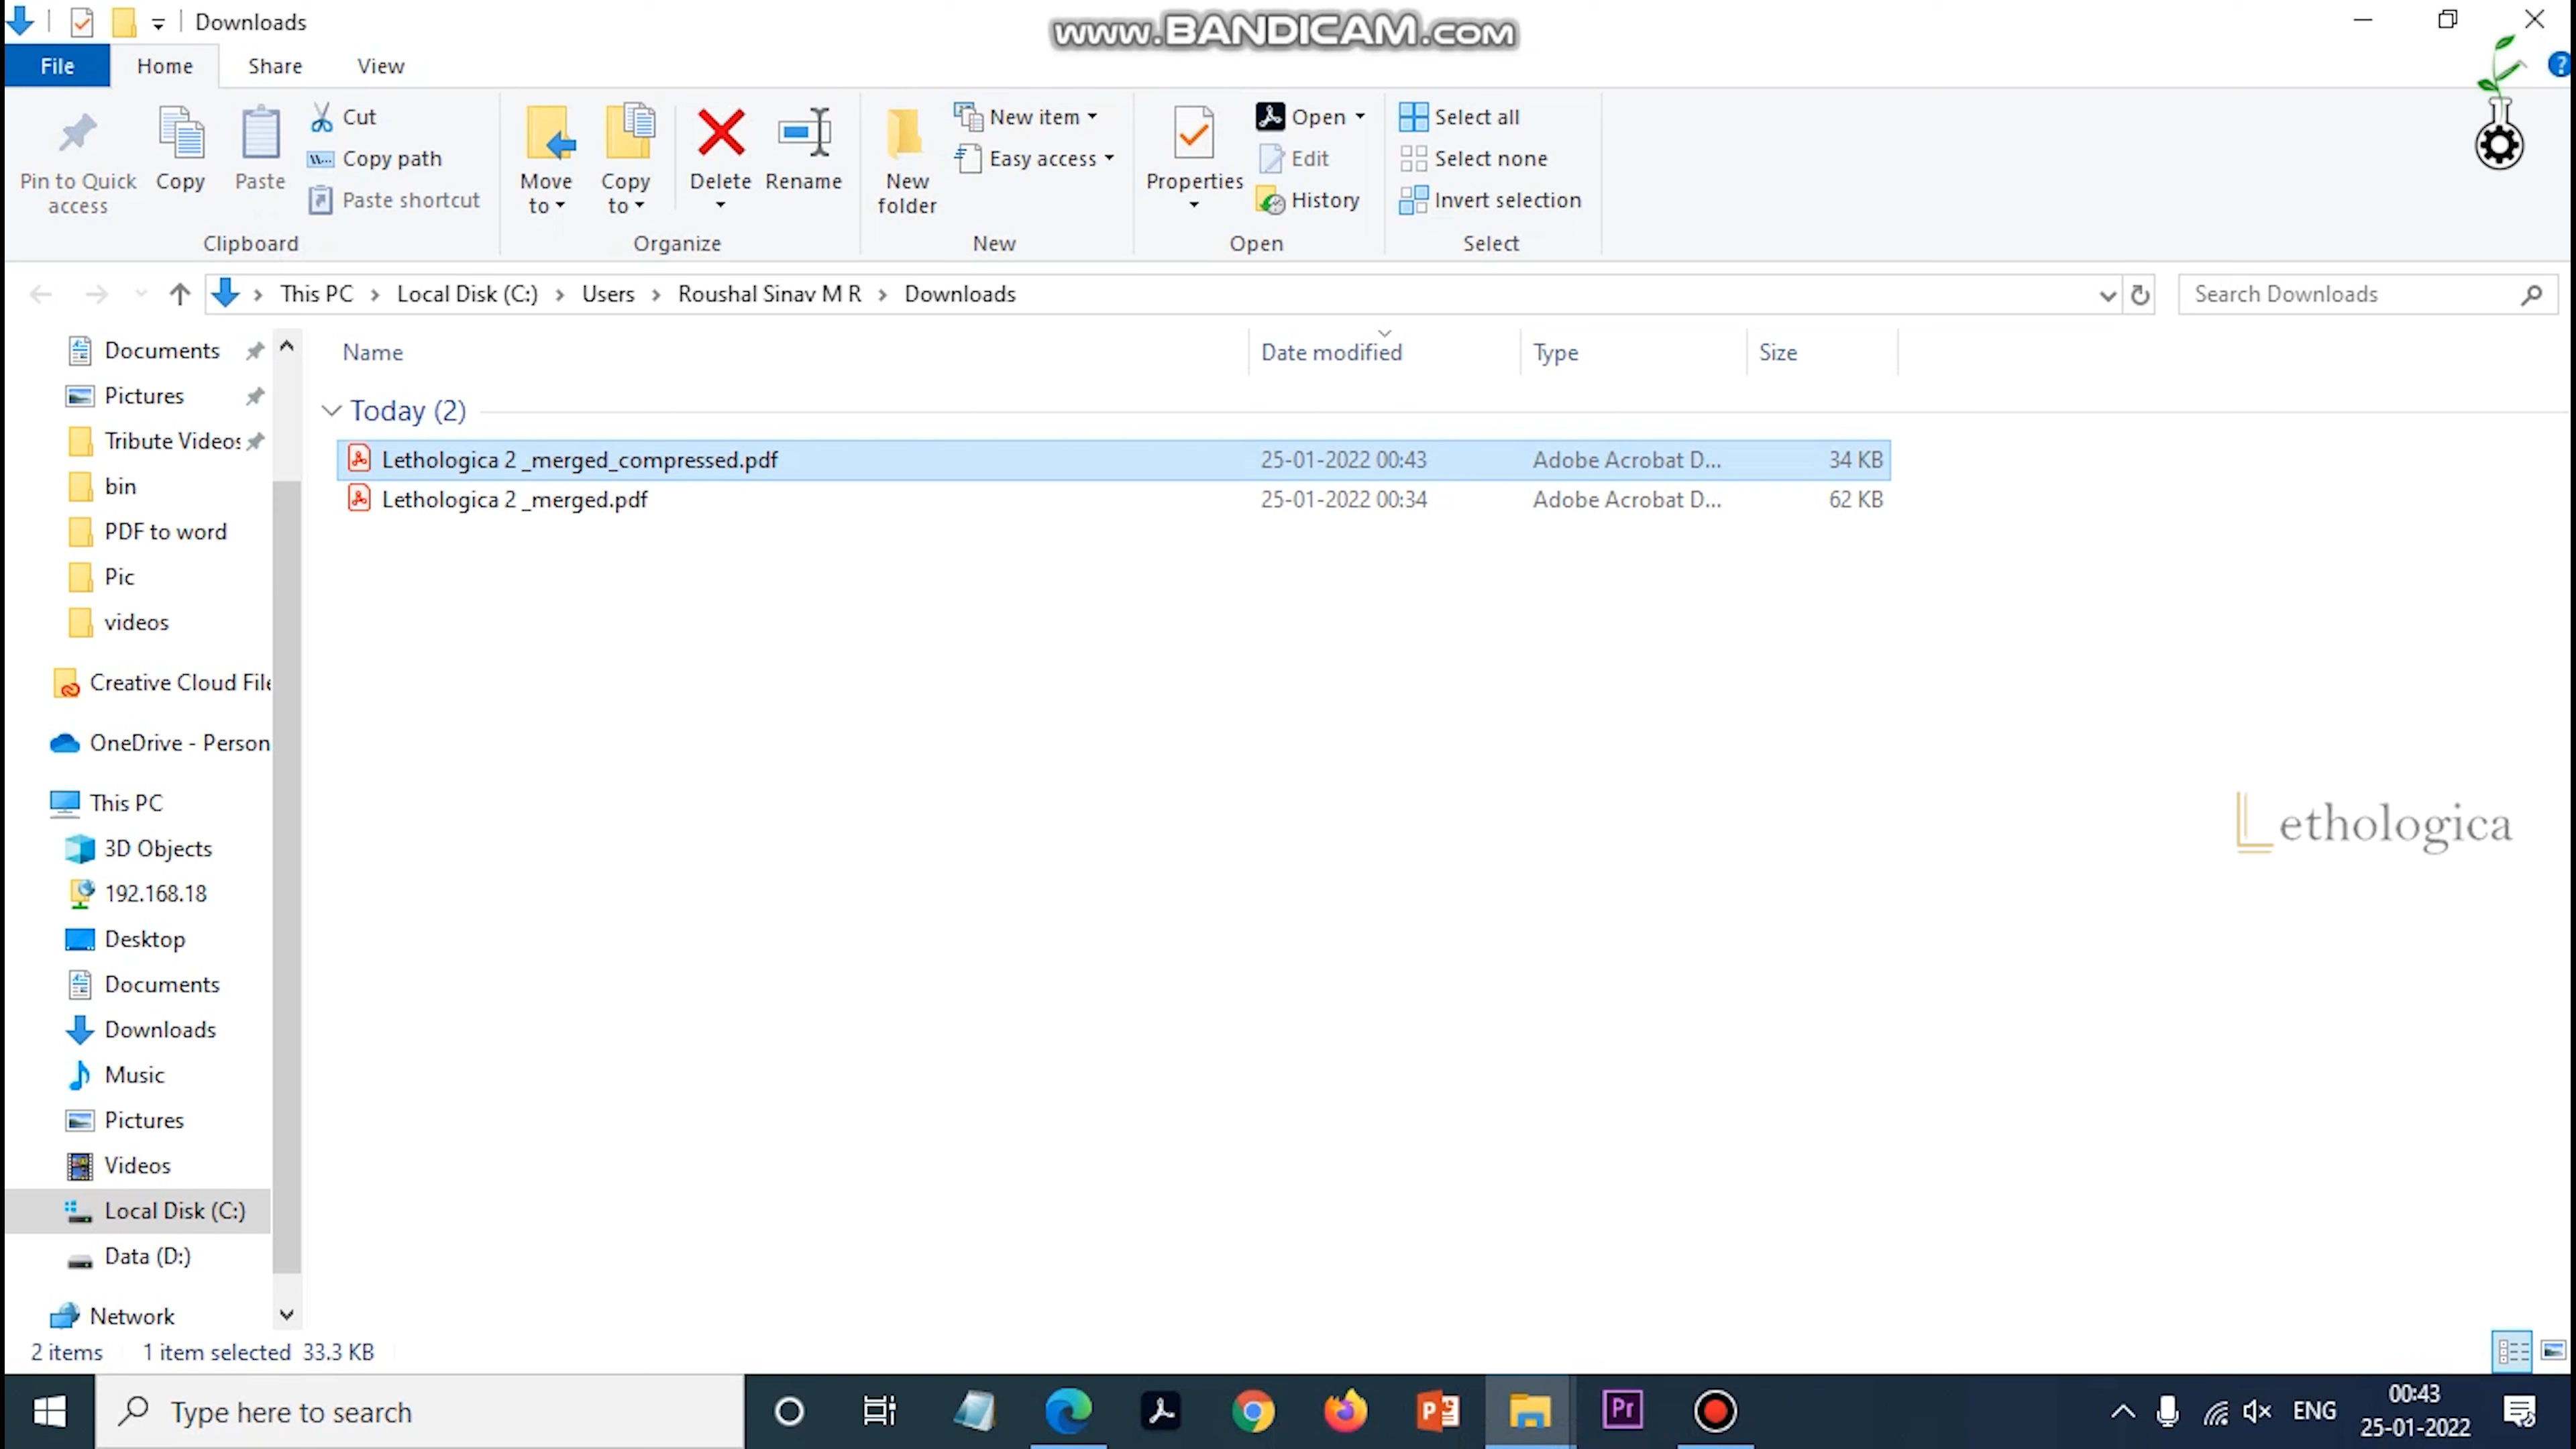 Downloads
www.BANDICAM.com
File
Home
Share
View
?
Pin to Quick access
Copy
Paste
Cut
Copy path
Paste shortcut
Clipboard
Move to
Copy to
Delete
Rename
Organize
New folder
New item
Easy access
New
Properties
Open
Edit
History
Open
Select all
Select none
Invert selection
Select
This PC > Local Disk (C:) > Users > Roushal Sinav M R > Downloads
Search Downloads
Name
Date modified
Type
Size
Today (2)
Lethologica 2 _merged_compressed.pdf 25-01-2022 00:43 Adobe Acrobat D... 34 KB
Lethologica 2 _merged.pdf 25-01-2022 00:34 Adobe Acrobat D... 62 KB
Documents
Pictures
Tribute Videos
bin
PDF to word
Pic
videos
Creative Cloud File
OneDrive - Person
This PC
3D Objects
192.168.18
Desktop
Documents
Downloads
Music
Pictures
Videos
Local Disk (C:)
Data (D:)
Network
Lethologica
2 items 1 item selected 33.3 KB
Type here to search
Pr
ENG
00:43
25-01-2022